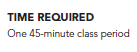 TIME REQUIRED
One 45-minute class period